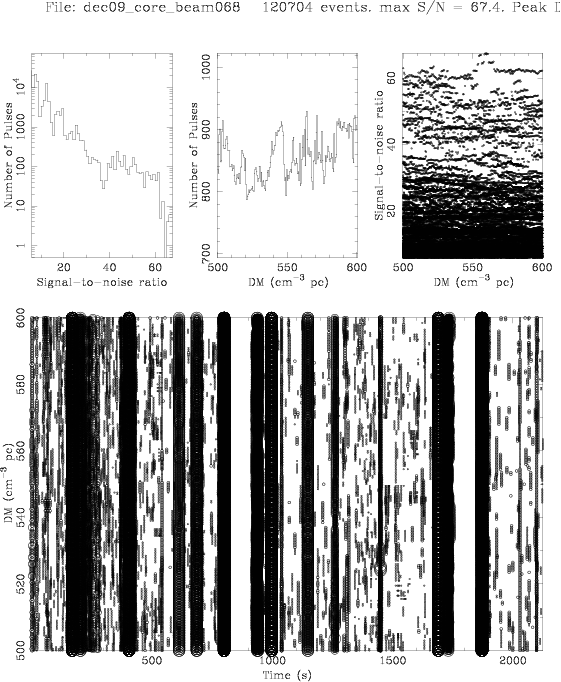 File: dec09_core_beam068 120704 events. max S/N = 67.4. Peak
10⁴
1000
100
10
1
Number of Pulses
20 40 60
Signal−to−noise ratio
1000
900
800
700
Number of Pulses
500 550 600
DM (cm⁻³ pc)
60
40
20
Signal−to−noise ratio
500 550 600
DM (cm⁻³ pc)
600
580
560
540
520
500
DM (cm⁻³ pc)
500 1000 1500 2000
Time (s)